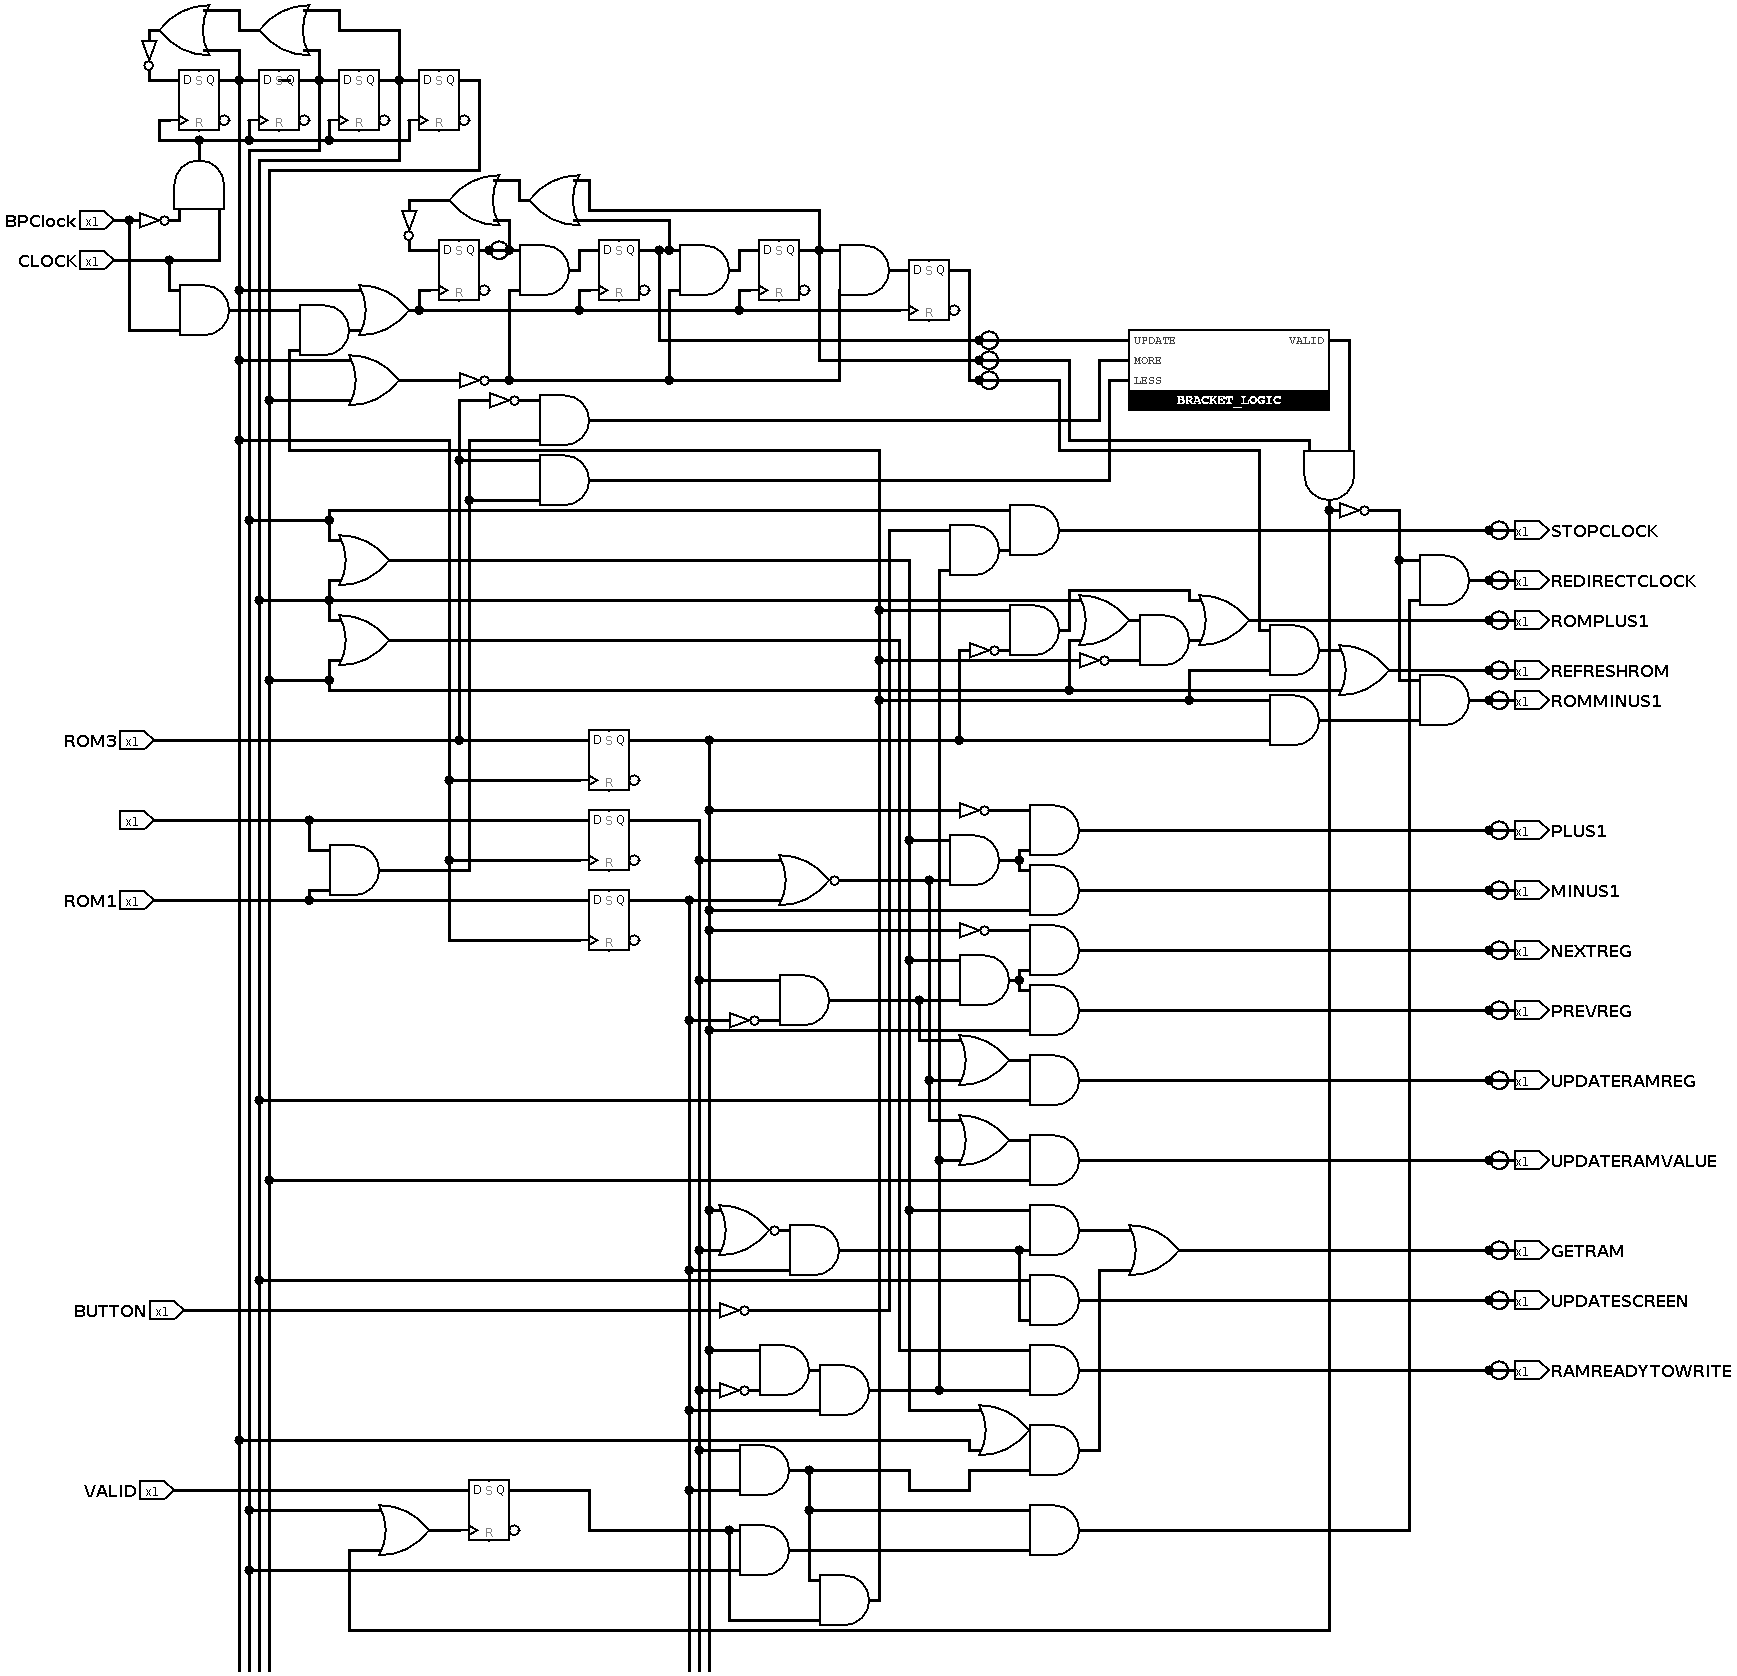 D S Q D S Q D S Q D S Q
R R R R
BPClock x1
CLOCK x1
D S Q D S Q D S Q D S Q
R R R R
UPDATE VALID
MORE
LESS
BRACKET_LOGIC
x1 STOPCLOCK
x1 REDIRECTCLOCK
x1 ROMPLUS1
x1 REFRESHROM
x1 ROMMINUS1
ROM3 x1 D S Q
R
x1 D S Q
x1 PLUS1
R
ROM1 x1 D S Q
x1 MINUS1
R
x1 NEXTREG
x1 PREVREG
x1 UPDATERAMREG
x1 UPDATERAMVALUE
x1 GETRAM
x1 UPDATESCREEN
BUTTON x1
x1 RAMREADYTOWRITE
VALID x1 D S Q
R